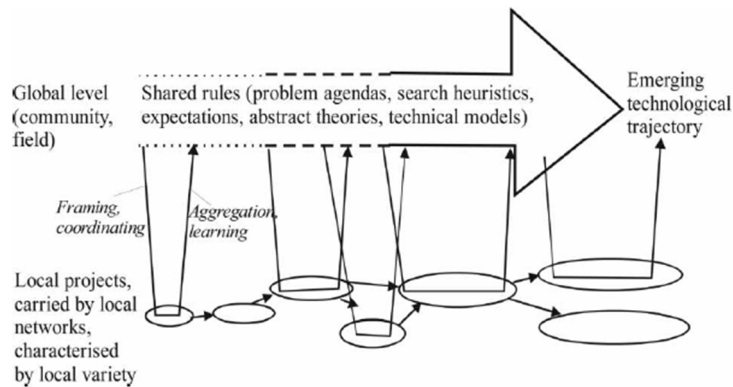 Global level
(community,
field)
Shared rules (problem agendas, search heuristics,
expectations, abstract theories, technical models)
Emerging
technological
trajectory
Framing,
coordinating
Aggregation,
learning
Local projects,
carried by local
networks,
characterised
by local variety